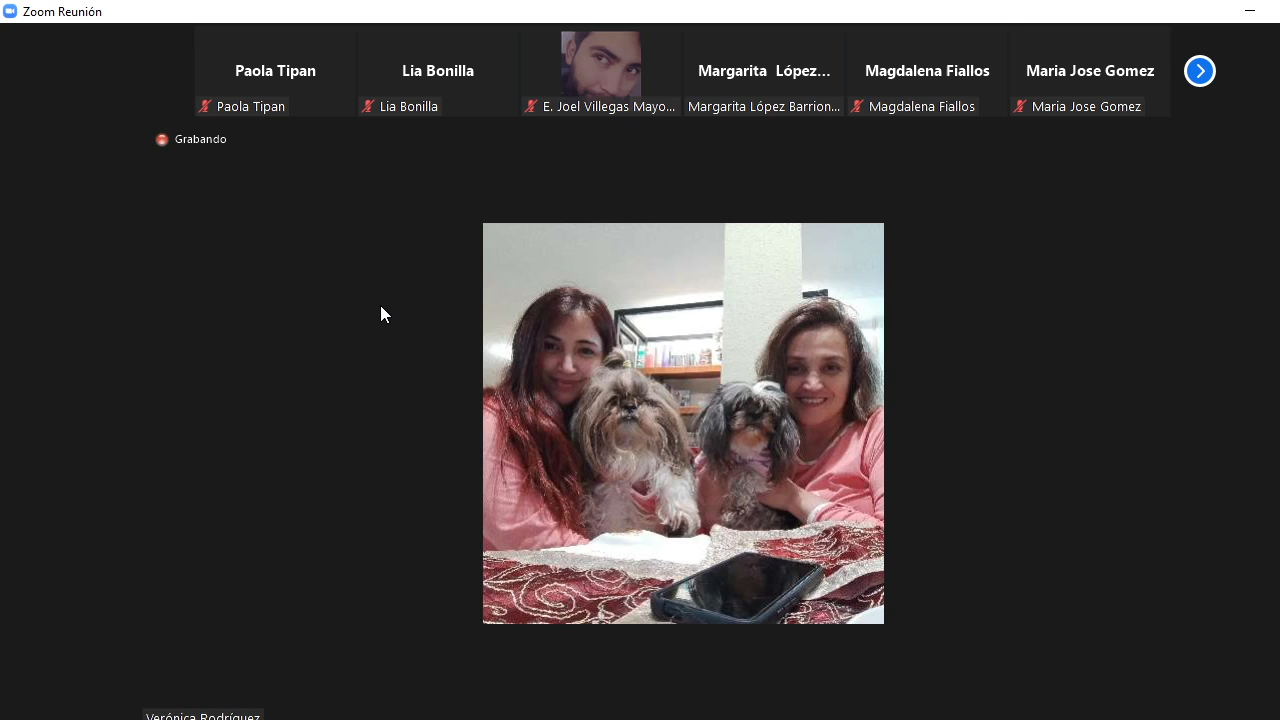 Zoom Reunión
Paola Tipan
Lia Bonilla
Margarita López...
Magdalena Fiallos
Maria Jose Gomez
Paola Tipan
Lia Bonilla
E. Joel Villegas Mayo...
Margarita López Barrion...
Magdalena Fiallos
Maria Jose Gomez
Grabando
Verónica Rodríguez